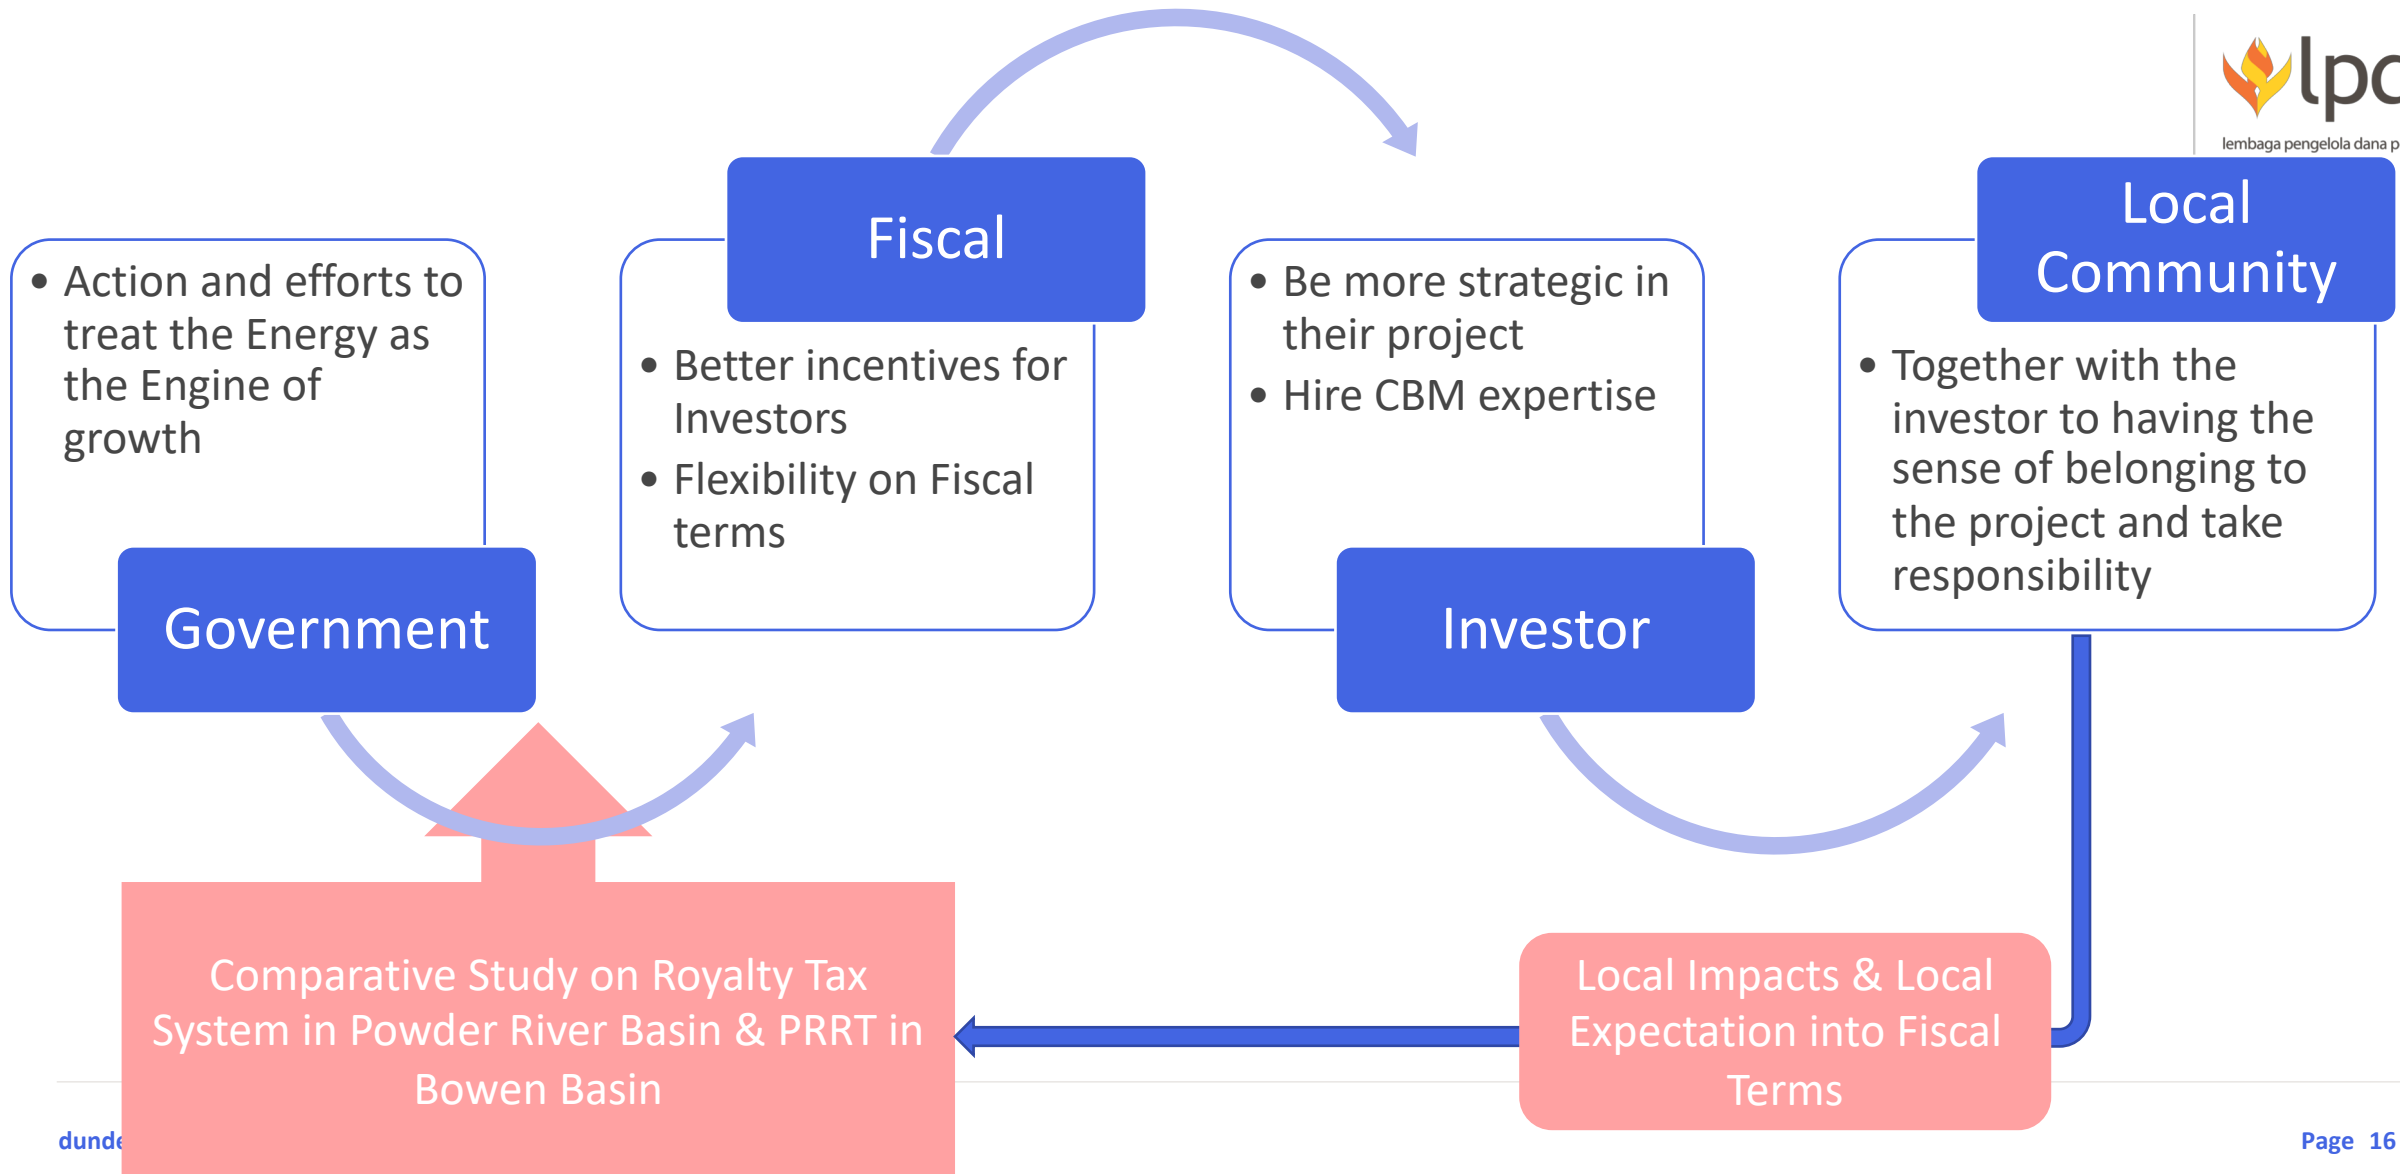 lembaga pengelola dana
Fiscal
Local
Community
• Action and efforts to
treat the Energy as
the Engine of
growth
Government
• Better incentives for
Investors
• Flexibility on Fiscal
terms
• Be more strategic in
their project
• Hire CBM expertise
Investor
• Together with the
investor to having the
sense of belonging to
the project and take
responsibility
Comparative Study on Royalty Tax
System in Powder River Basin & PRRT in
Bowen Basin
Local Impacts & Local
Expectation into Fiscal
Terms
Page 16